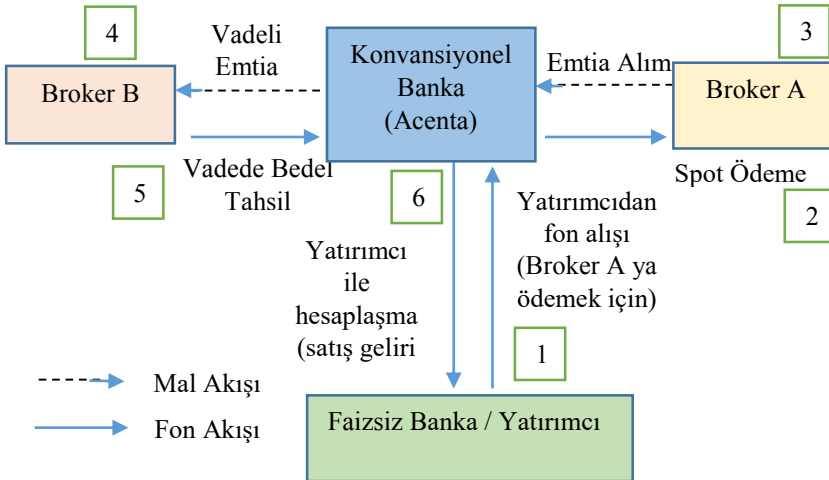 4
Vadeli
Emtia
Konvansiyonel
Banka
(Acenta)
Emtia Alım
3
Broker B
Broker A
5
Vadede Bedel
Tahsil
6
Spot Ödeme
2
Yatırımcıdan
fon alışı
(Broker A ya
ödemek için)
Yatırımcı
ile
hesaplaşma
(satış geliri
1
Mal Akışı
Fon Akışı
Faizsiz Banka / Yatırımcı